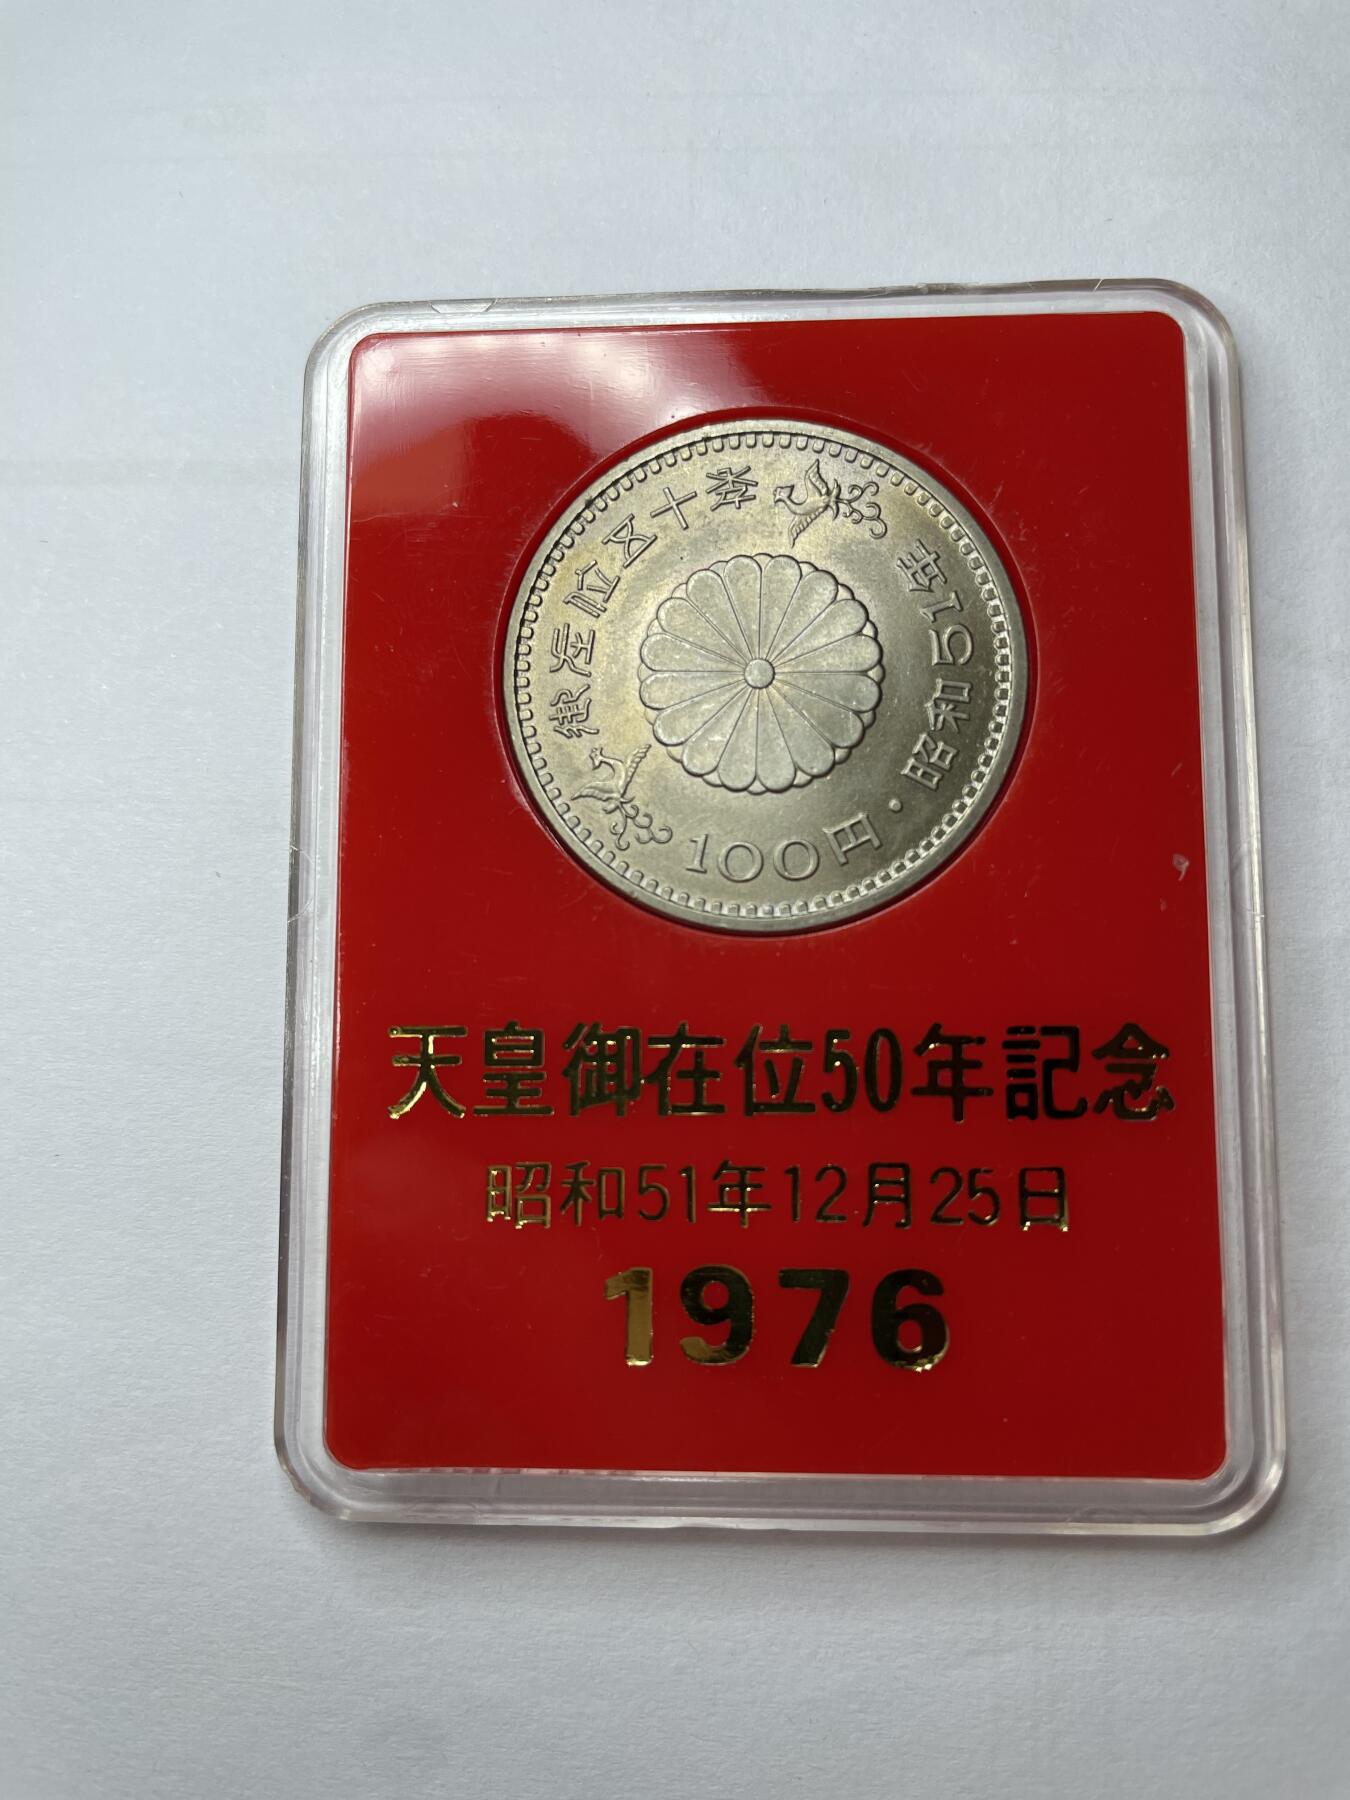 御在位五十年
昭和51年
100円・
天皇御在位50年記念
昭和51年12月25日
1976